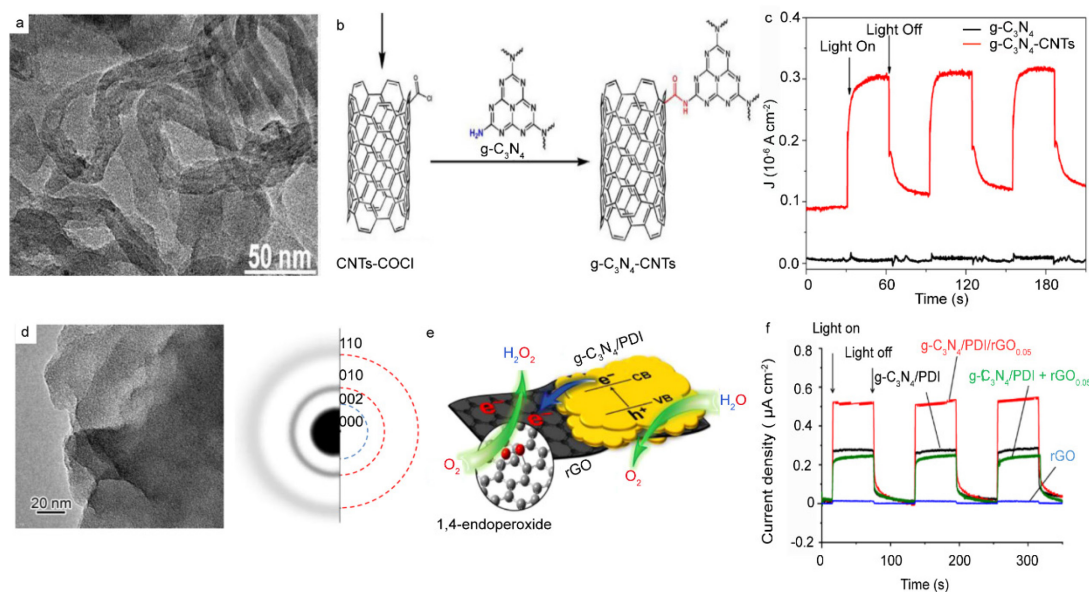 a
50 nm
b
O
Cl
H₂N
N
g-C₃N₄
O
NH
CNTs-COCl
g-C₃N₄-CNTs
c
g-C₃N₄
g-C₃N₄-CNTs
Light On
Light Off
J (10⁻⁶ A cm⁻²)
0.4
0.3
0.2
0.1
0.0
0 60 120 180
Time (s)
d
20 nm
110
010
002
000
e
H₂O₂
g-C₃N₄/PDI
e⁻
CB
VB
h⁺
H₂O
e⁻
e⁻
O₂
rGO
O₂
1,4-endoperoxide
f
Light on
Light off
g-C₃N₄/PDI/rGO₀.₀₅
g-C₃N₄/PDI
g-C₃N₄/PDI + rGO₀.₀₅
rGO
Current density ( μA cm⁻²)
0.8
0.6
0.4
0.2
0
-0.2
0 100 200 300
Time (s)